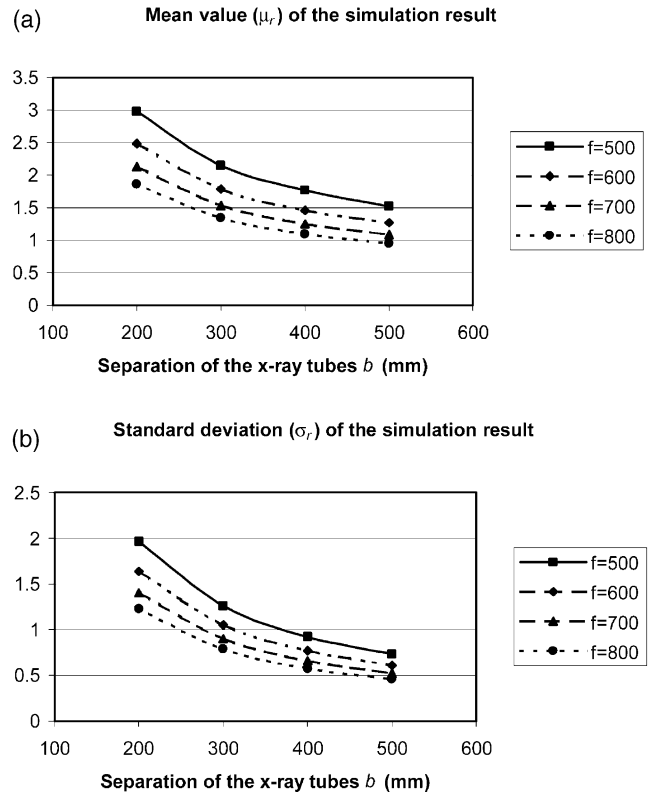 (a)
Mean value (μr) of the simulation result
3.5
3
2.5
2
1.5
1
0.5
0
100 200 300 400 500 600
Separation of the x-ray tubes b (mm)
f=500
f=600
f=700
f=800
(b)
Standard deviation (σr) of the simulation result
2.5
2
1.5
1
0.5
0
100 200 300 400 500 600
Separation of the x-ray tubes b (mm)
f=500
f=600
f=700
f=800